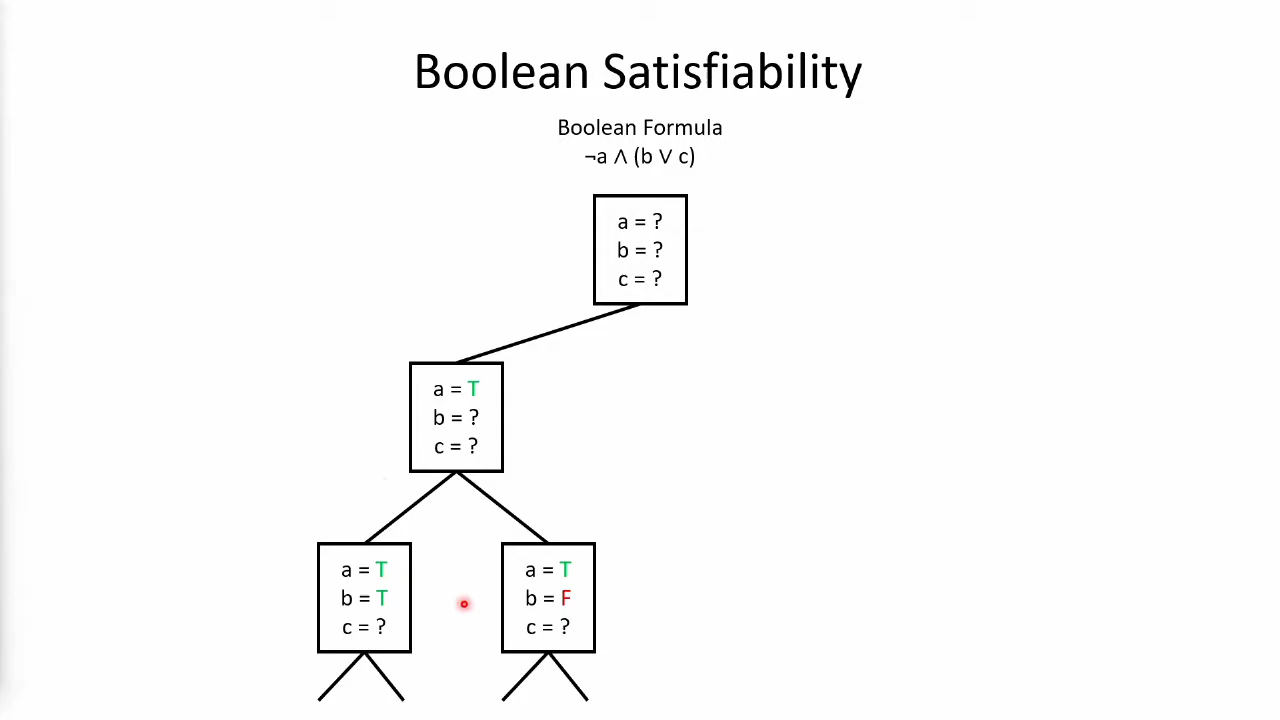 Boolean Satisfiability
Boolean Formula
¬a ∧ (b ∨ c)
a = ?
b = ?
c = ?
a = T
b = ?
c = ?
a = T
b = T
c = ?
a = T
b = F
c = ?